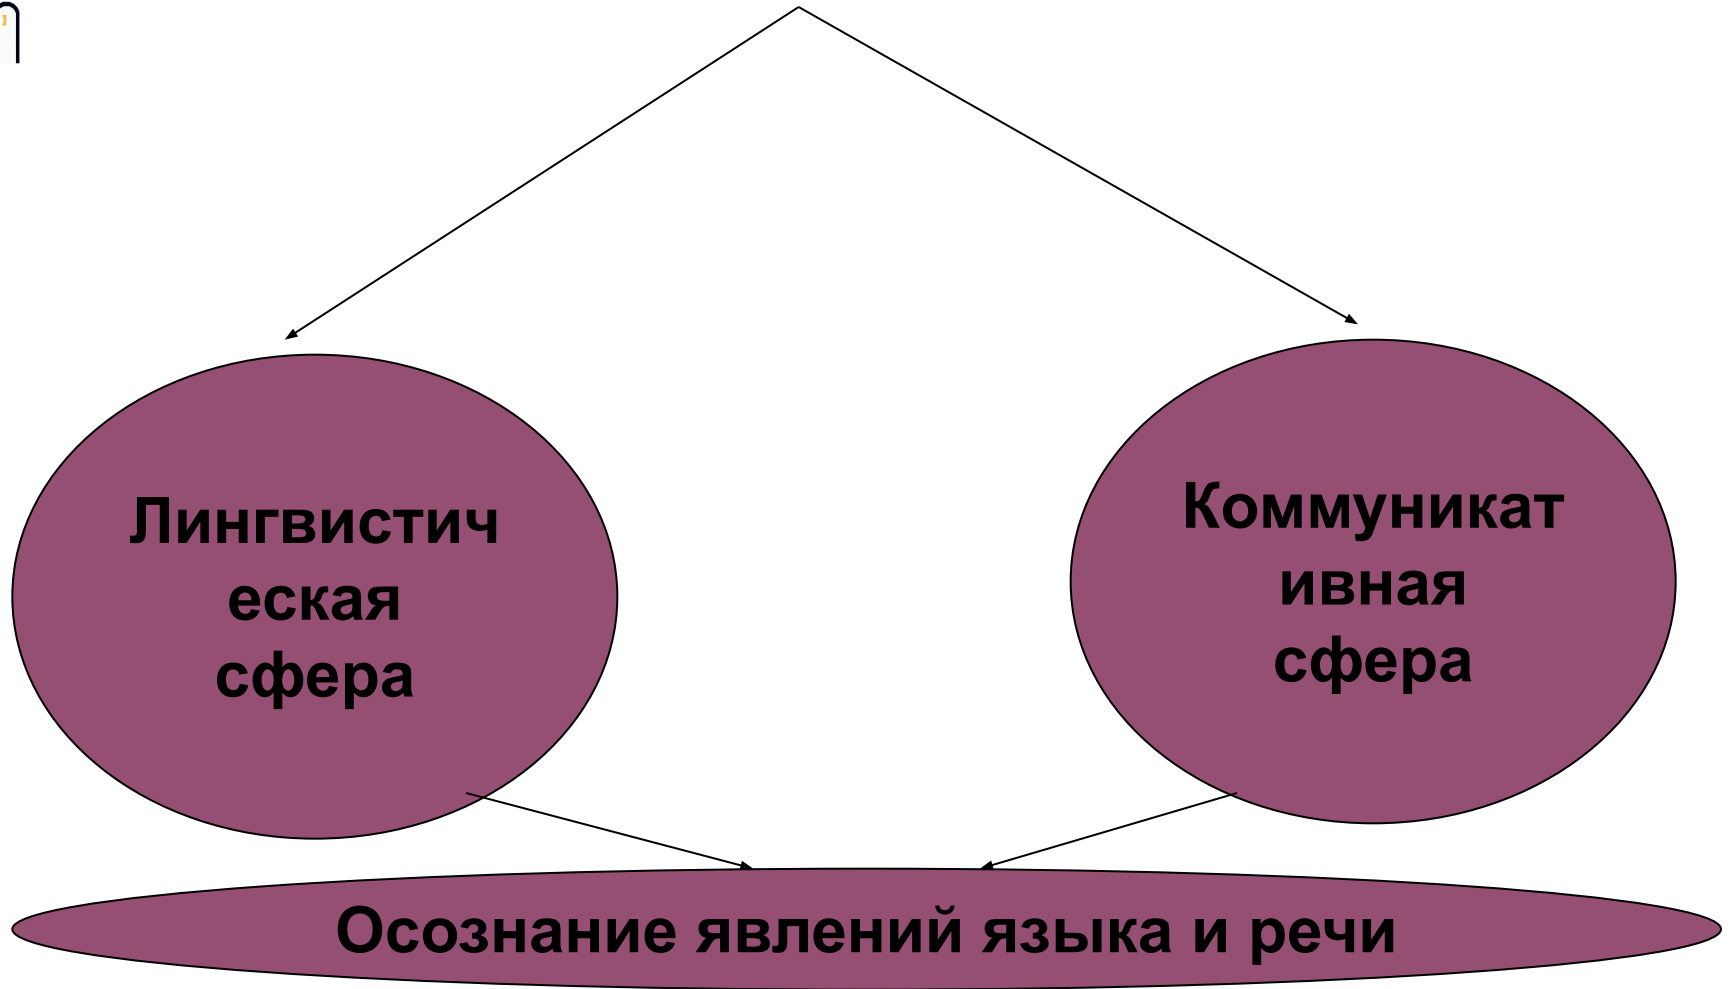 Лингвистич
еская
сфера
Коммуникат
ивная
сфера
Осознание явлений языка и речи